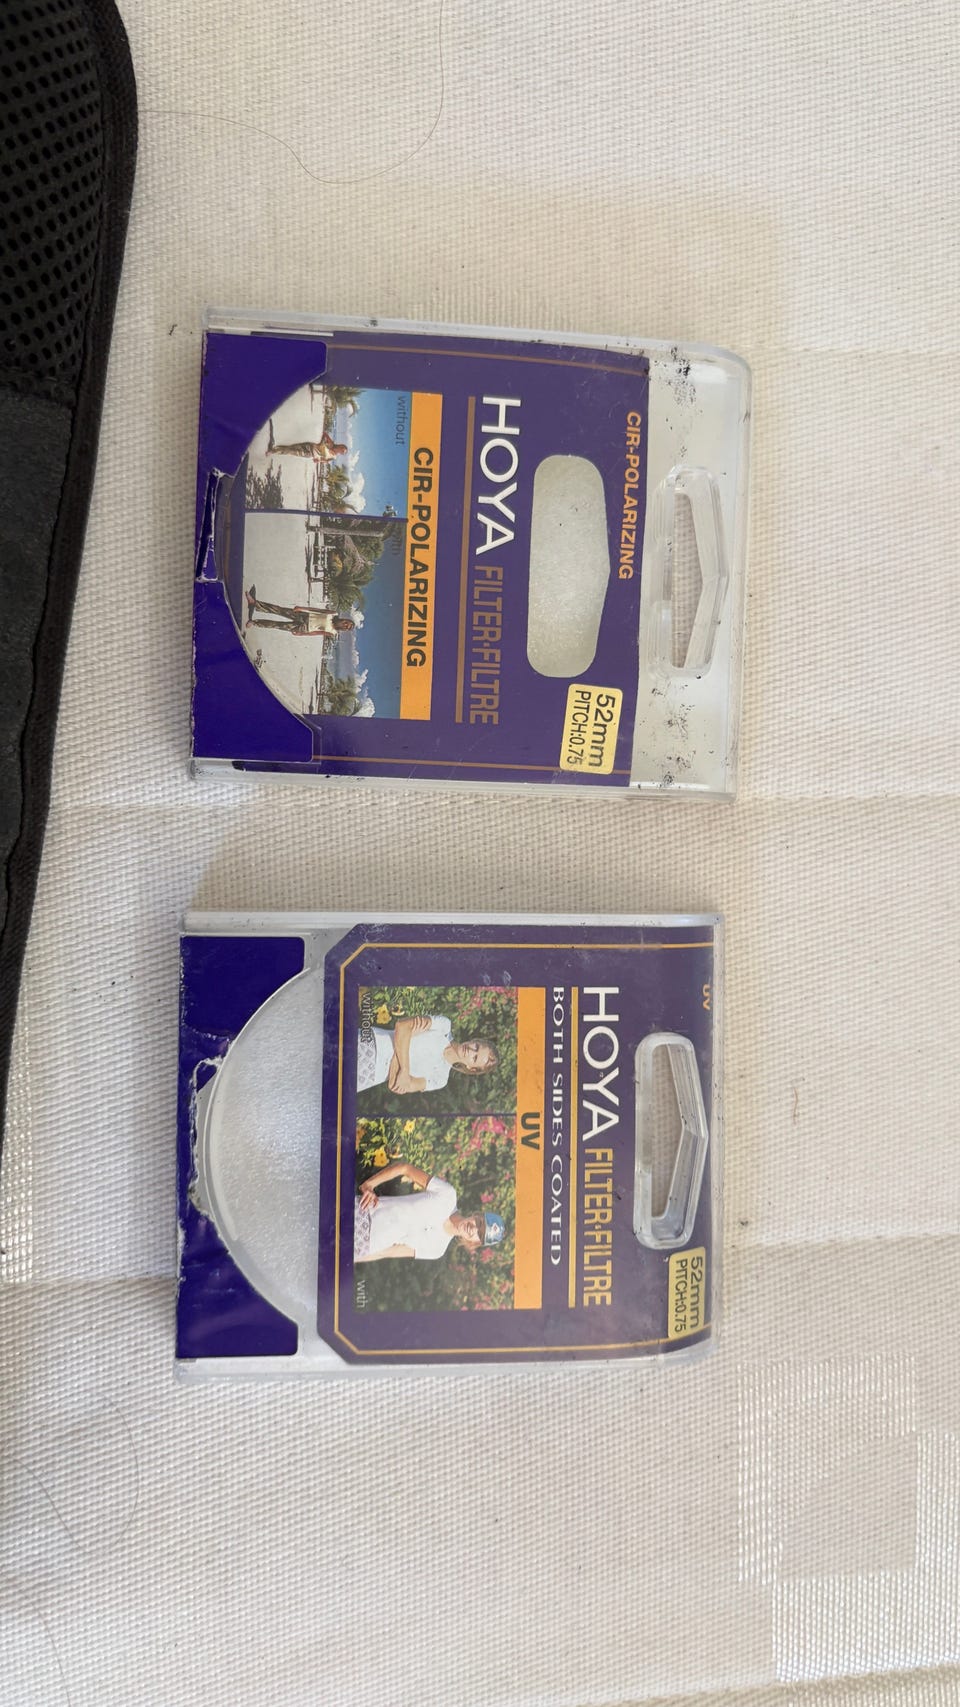 CIR-POLARIZING
52mm
PITCH:0.75
HOYA FILTER·FILTRE
CIR-POLARIZING
without
with
UV
52mm
PITCH:0.75
HOYA FILTER·FILTRE
BOTH SIDES COATED
UV
without
with